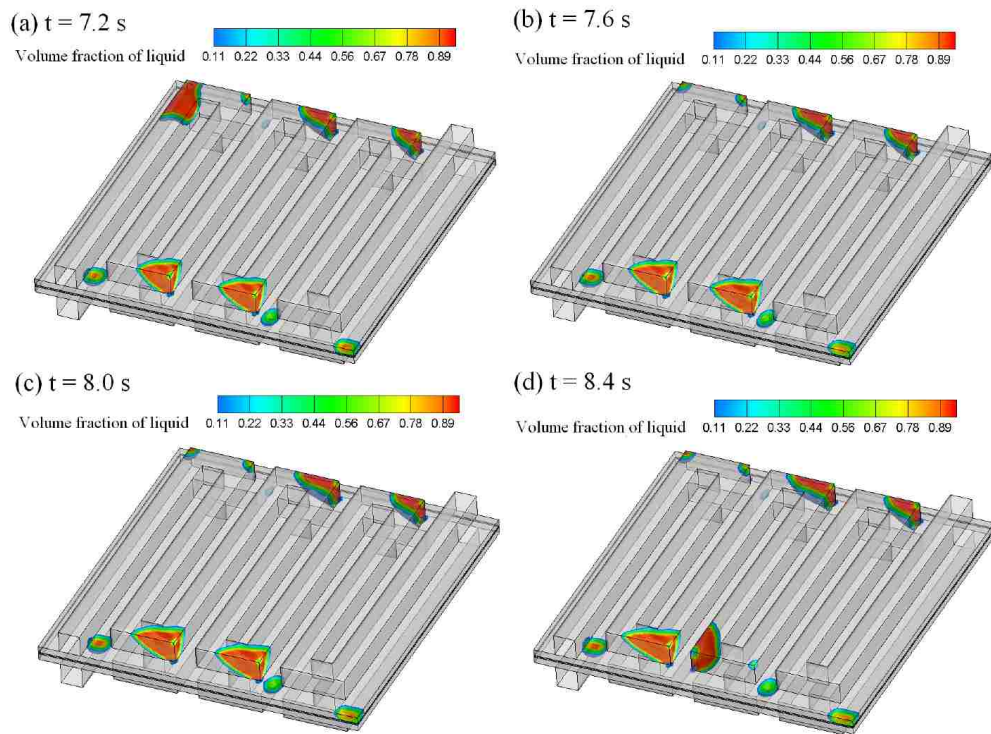 (a) t = 7.2 s
Volume fraction of liquid
0.11 0.22 0.33 0.44 0.56 0.67 0.78 0.89
(b) t = 7.6 s
Volume fraction of liquid
0.11 0.22 0.33 0.44 0.56 0.67 0.78 0.89
(c) t = 8.0 s
Volume fraction of liquid
0.11 0.22 0.33 0.44 0.56 0.67 0.78 0.89
(d) t = 8.4 s
Volume fraction of liquid
0.11 0.22 0.33 0.44 0.56 0.67 0.78 0.89